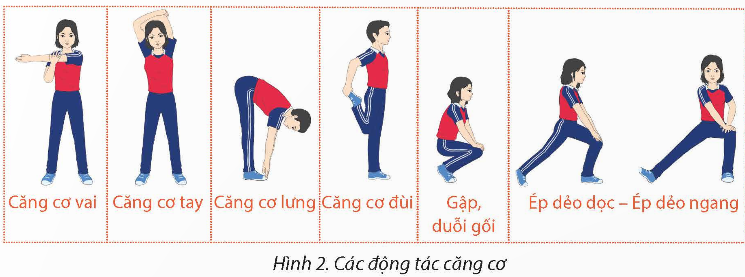 Căng cơ vai
Căng cơ tay
Căng cơ lưng
Căng cơ đùi
Gập,
duỗi gối
Ép dẻo dọc – Ép dẻo ngang
Hình 2. Các động tác căng cơ